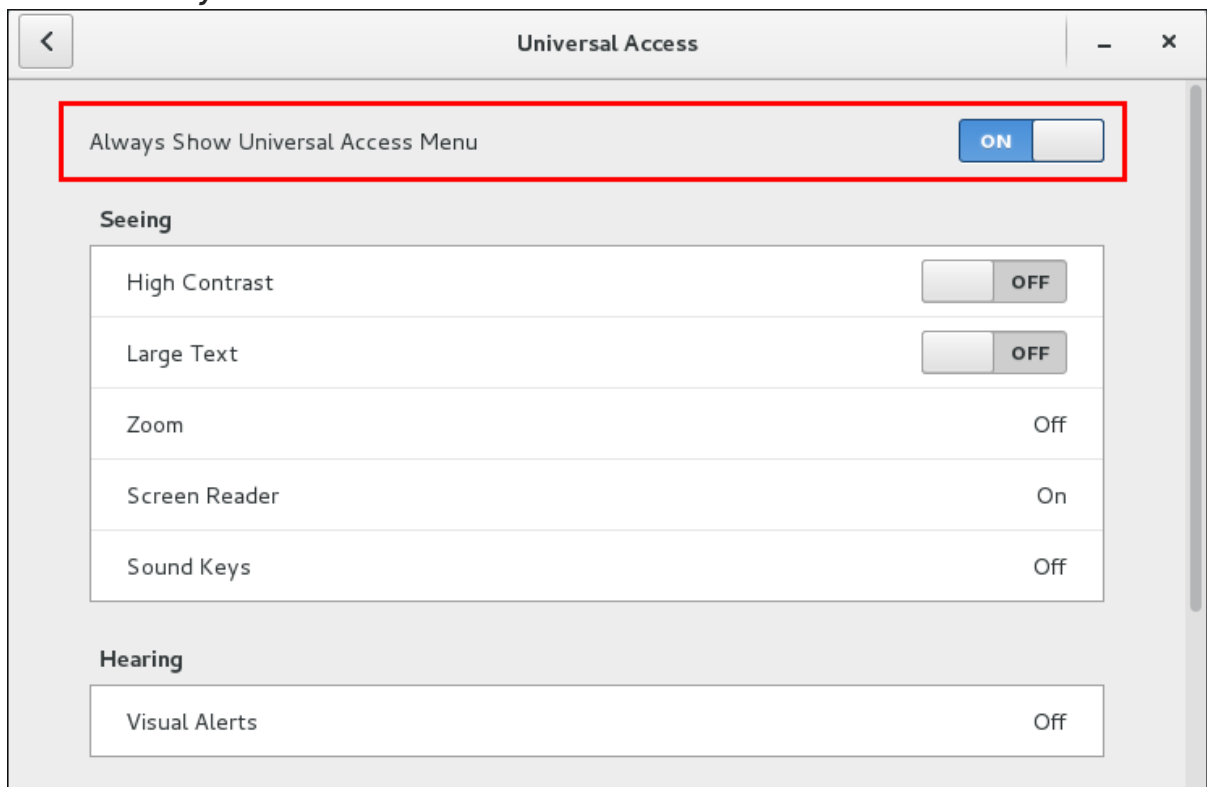 Universal Access
Always Show Universal Access Menu ON
Seeing
High Contrast OFF
Large Text OFF
Zoom Off
Screen Reader On
Sound Keys Off
Hearing
Visual Alerts Off